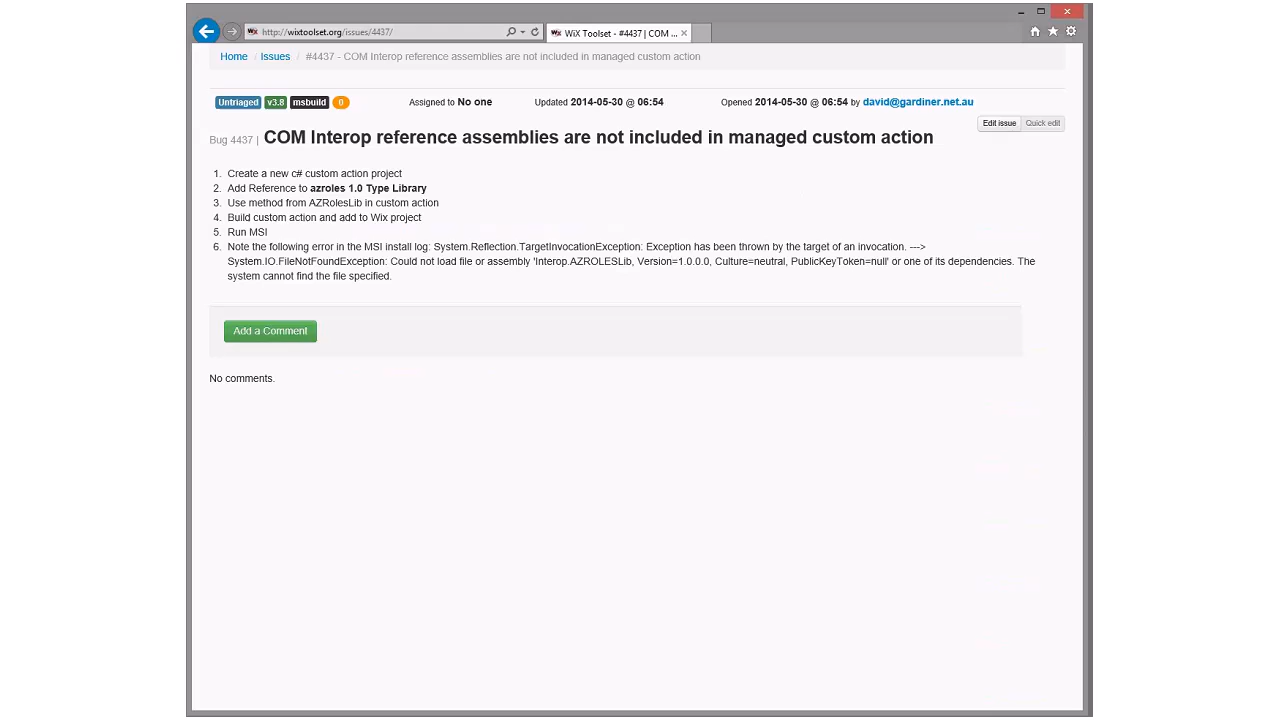 http://wixtoolset.org/issues/4437/
WiX Toolset - #4437 | COM ...
Home / Issues / #4437 - COM Interop reference assemblies are not included in managed custom action
Untriaged v3.8 msbuild 0 Assigned to No one Updated 2014-05-30 @ 06:54 Opened 2014-05-30 @ 06:54 by david@gardiner.net.au
Edit issue Quick edit
Bug 4437 | COM Interop reference assemblies are not included in managed custom action
1. Create a new c# custom action project
2. Add Reference to azroles 1.0 Type Library
3. Use method from AZRolesLib in custom action
4. Build custom action and add to Wix project
5. Run MSI
6. Note the following error in the MSI install log: System.Reflection.TargetInvocationException: Exception has been thrown by the target of an invocation. --->
System.IO.FileNotFoundException: Could not load file or assembly 'Interop.AZROLESLib, Version=1.0.0.0, Culture=neutral, PublicKeyToken=null' or one of its dependencies. The
system cannot find the file specified.
Add a Comment
No comments.